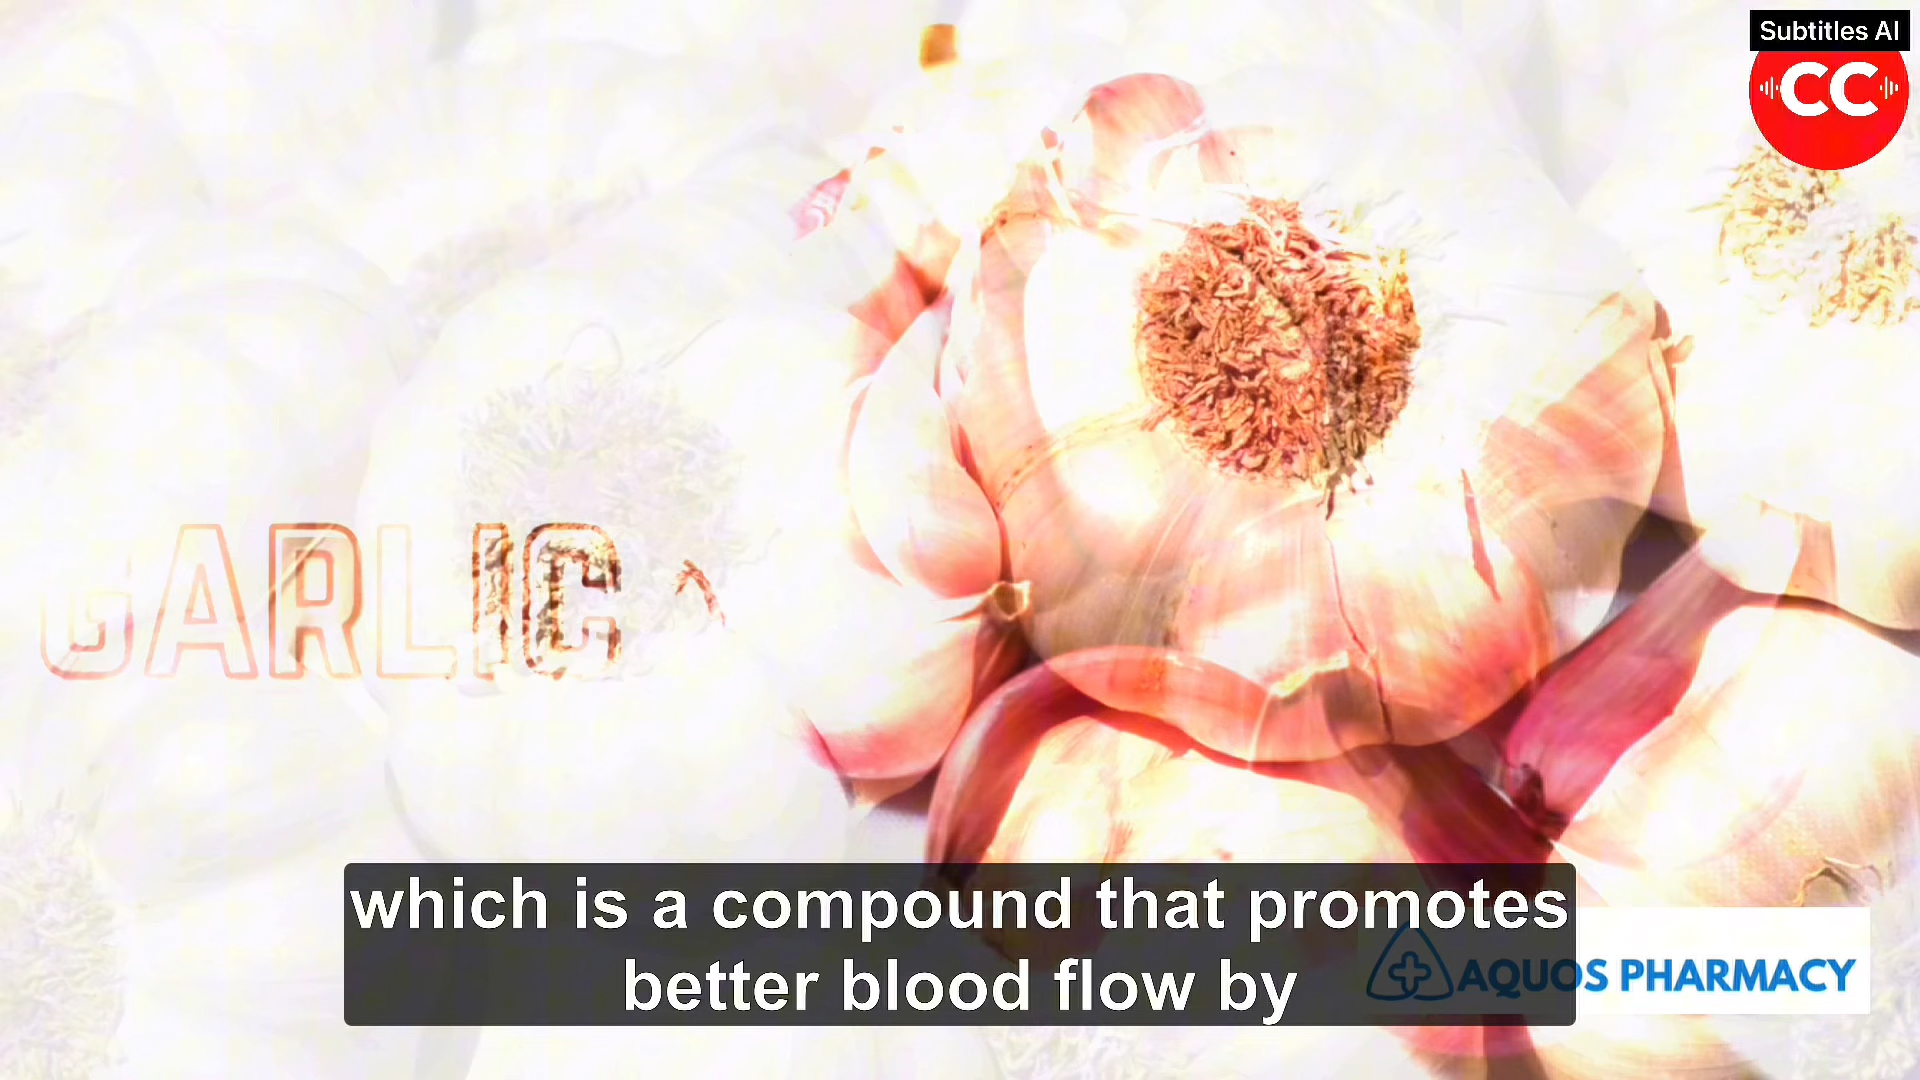 Subtitles AI
CC
GARLIC
which is a compound that promotes
better blood flow by
AQUOS PHARMACY